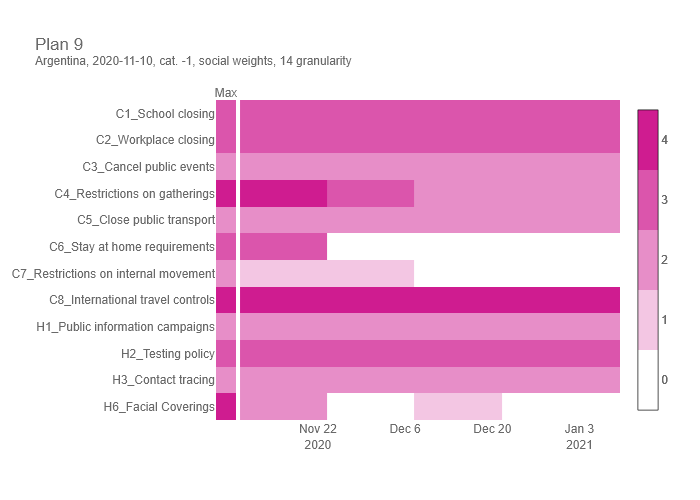 Plan 9
Argentina, 2020-11-10, cat. -1, social weights, 14 granularity
Max
C1_School closing
C2_Workplace closing
C3_Cancel public events
C4_Restrictions on gatherings
C5_Close public transport
C6_Stay at home requirements
C7_Restrictions on internal movement
C8_International travel controls
H1_Public information campaigns
H2_Testing policy
H3_Contact tracing
H6_Facial Coverings
Nov 22 Dec 6 Dec 20 Jan 3
2020 2021
4
3
2
1
0